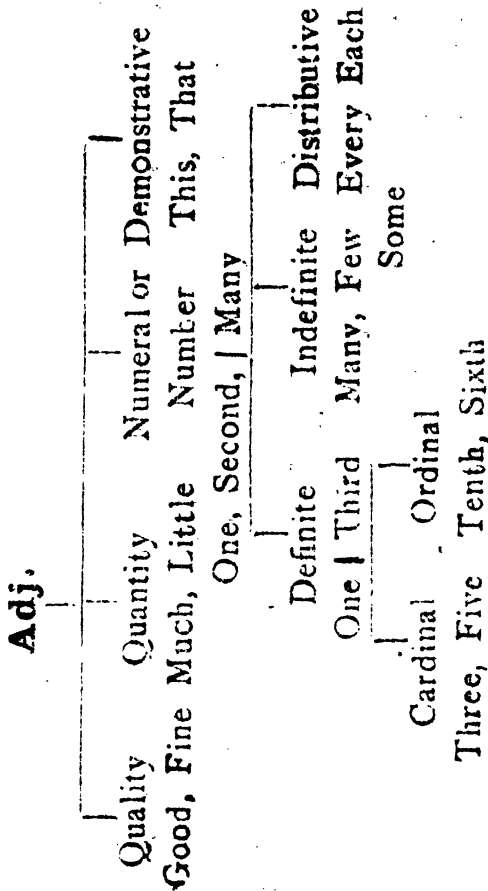 Adj.
Quality Quantity Numeral or Demonstrative
Good, Fine Much, Little Number This, That
One, Second, | Many
Definite Indefinite Distributive
One | Third Many, Few Every Each
Some
Cardinal Ordinal
Three, Five Tenth, Sixth